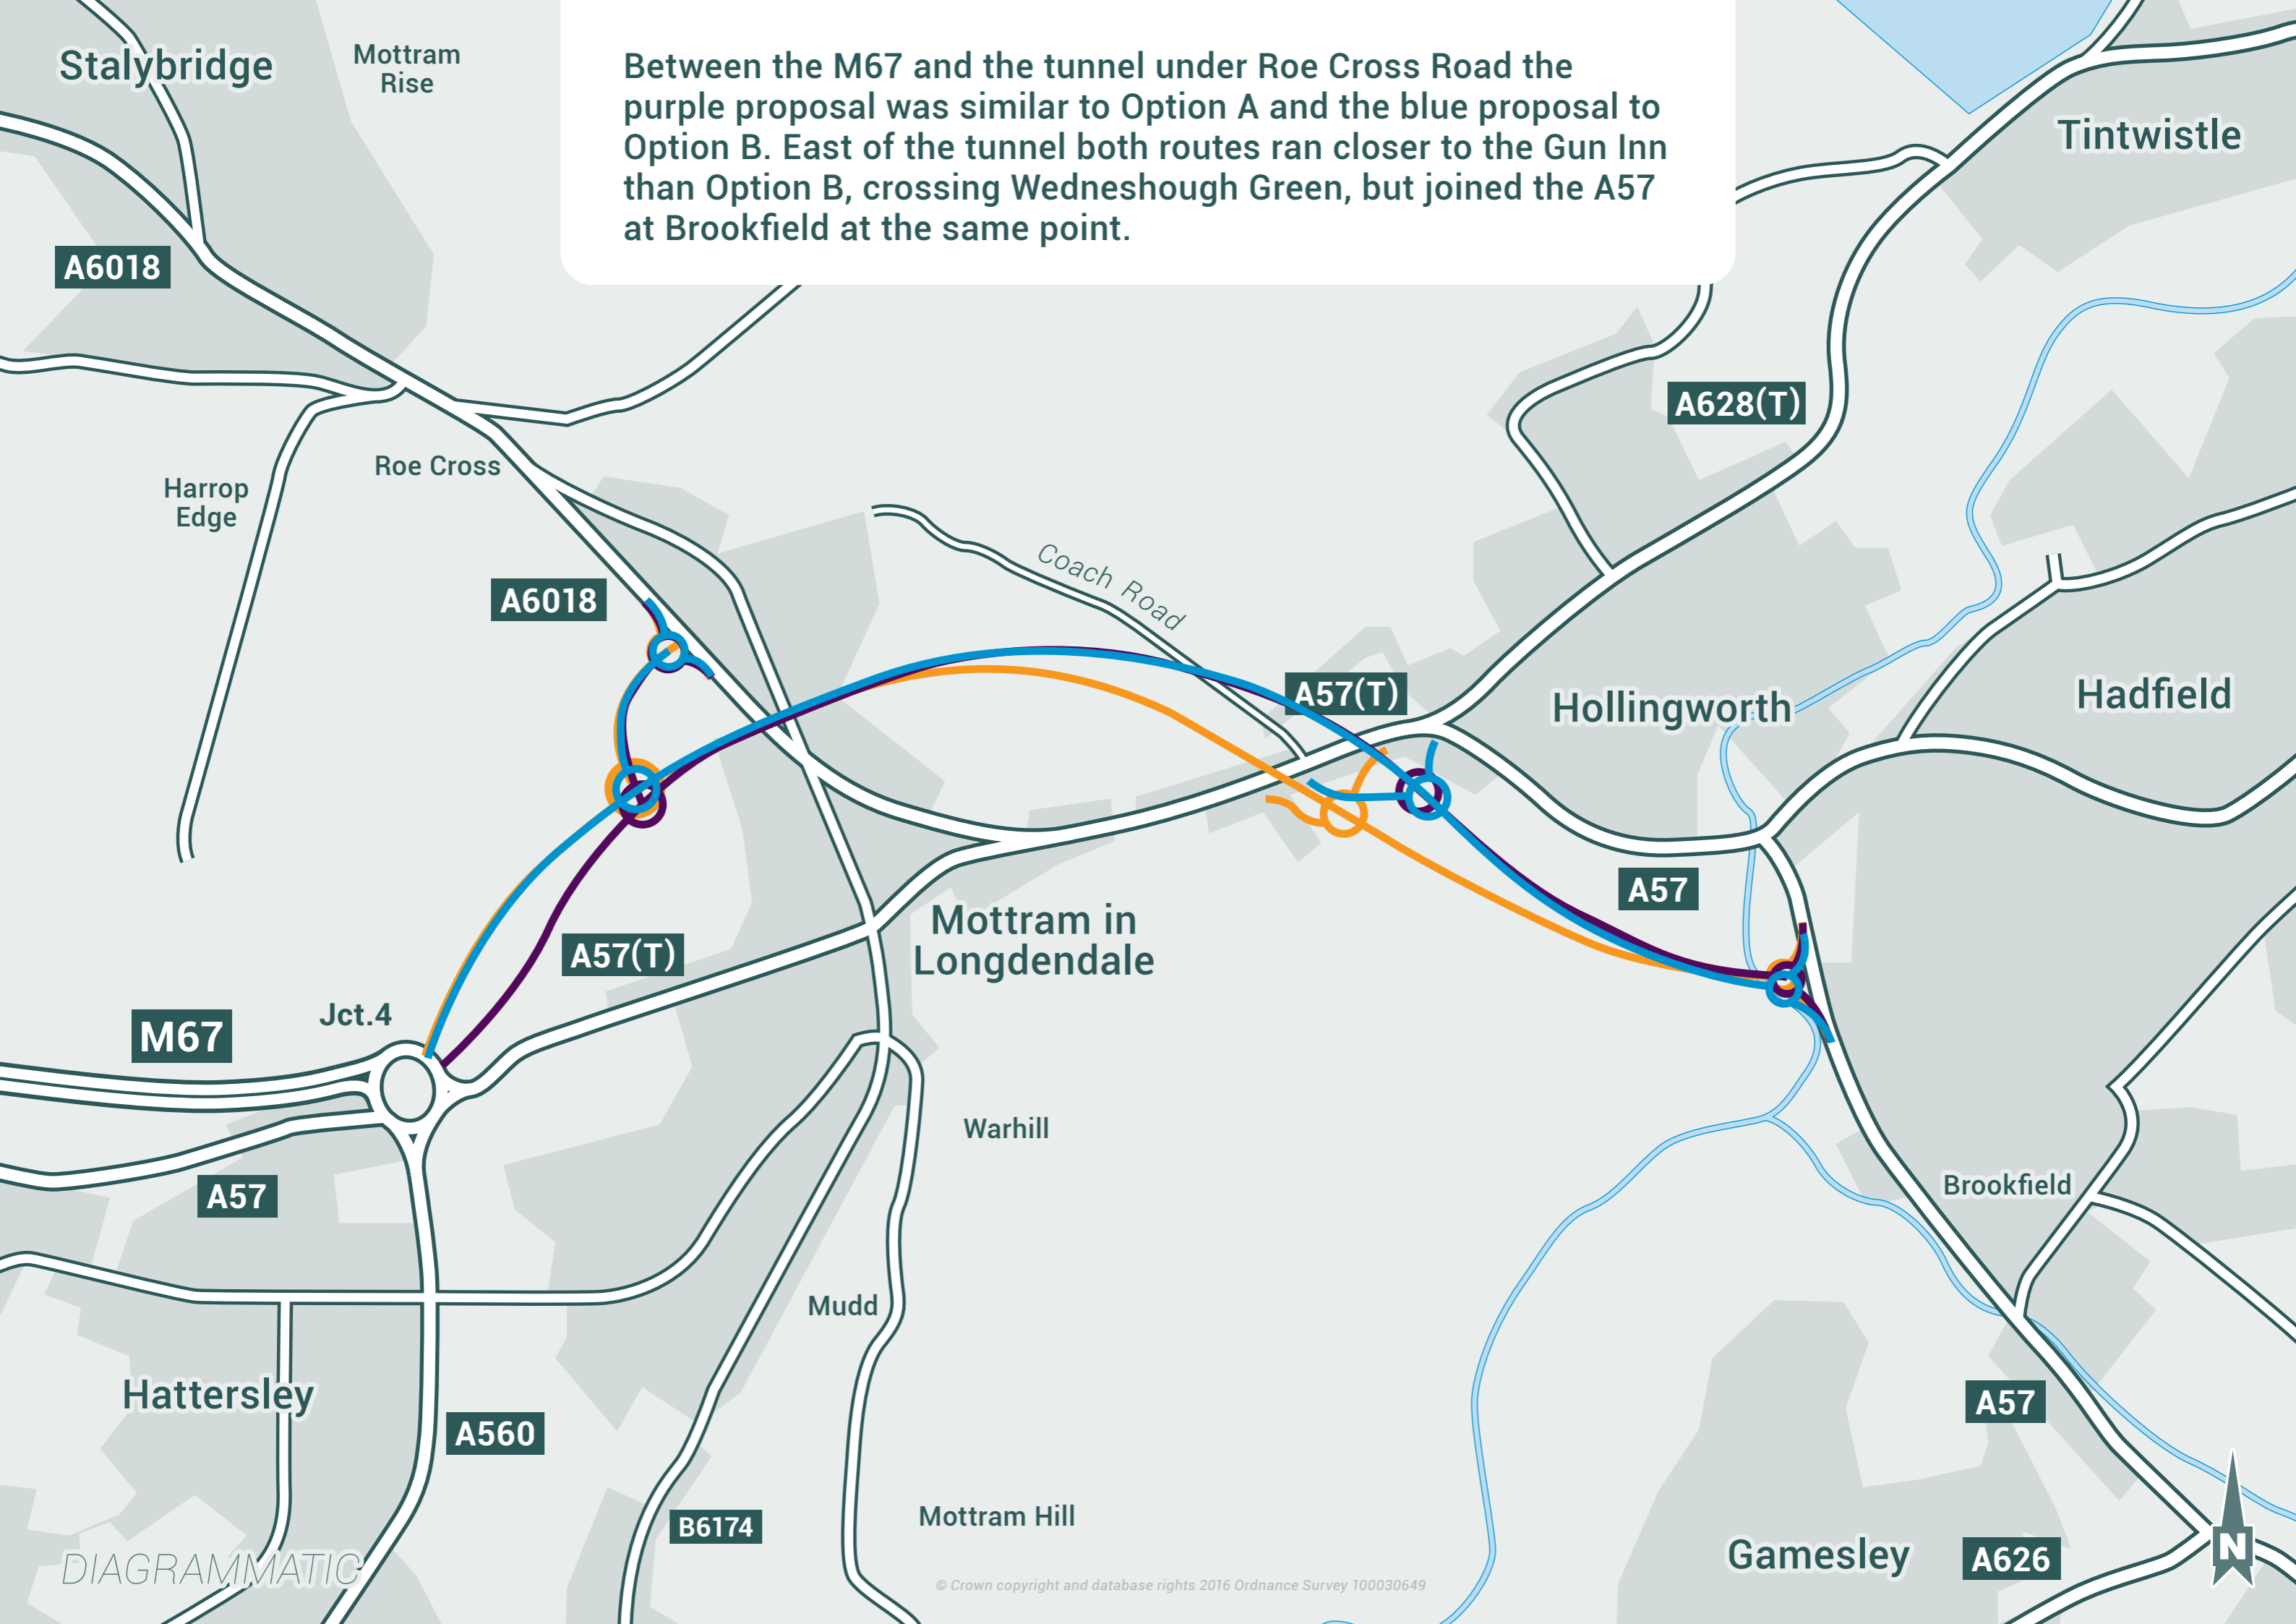 Between the M67 and the tunnel under Roe Cross Road the
purple proposal was similar to Option A and the blue proposal to
Option B. East of the tunnel both routes ran closer to the Gun Inn
than Option B, crossing Wedneshough Green, but joined the A57
at Brookfield at the same point.
Stalybridge
Mottram
Rise
Tintwistle
A6018
A628(T)
Roe Cross
Harrop
Edge
Coach Road
A6018
A57(T)
Hollingworth
Hadfield
A57
Mottram in
Longdendale
A57(T)
Jct.4
M67
Warhill
A57
Brookfield
Mudd
Hattersley
A57
A560
Mottram Hill
B6174
N
Gamesley
A626
DIAGRAMMATIC
© Crown copyright and database rights 2016 Ordnance Survey 100030649